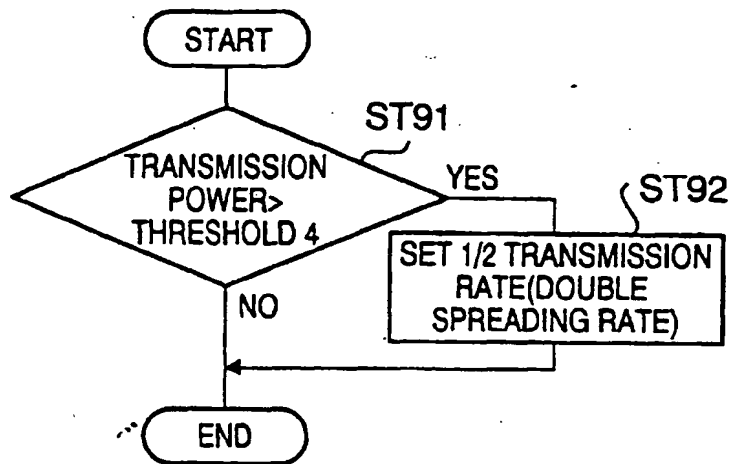 START
ST91
TRANSMISSION
POWER>
THRESHOLD 4
YES
ST92
SET 1/2 TRANSMISSION
RATE(DOUBLE
SPREADING RATE)
NO
END